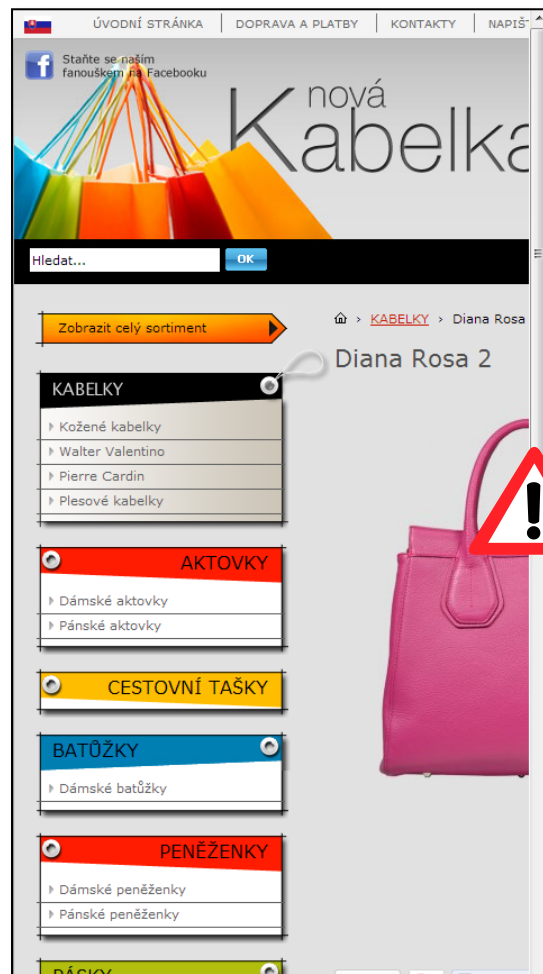 ÚVODNÍ STRÁNKA
DOPRAVA A PLATBY
KONTAKTY
Staňte se naším
fanouškem na Facebooku
nová
Hledat...
OK
Zobrazit celý sortiment
KABELKY > Diana Rosa
Diana Rosa 2
KABELKY
Kožené kabelky
Walter Valentino
Pierre Cardin
Plesové kabelky
AKTOVKY
Dámské aktovky
Pánské aktovky
CESTOVNÍ TAŠKY
BATŮŽKY
Dámské batůžky
PENĚŽENKY
Dámské peněženky
Pánské peněženky